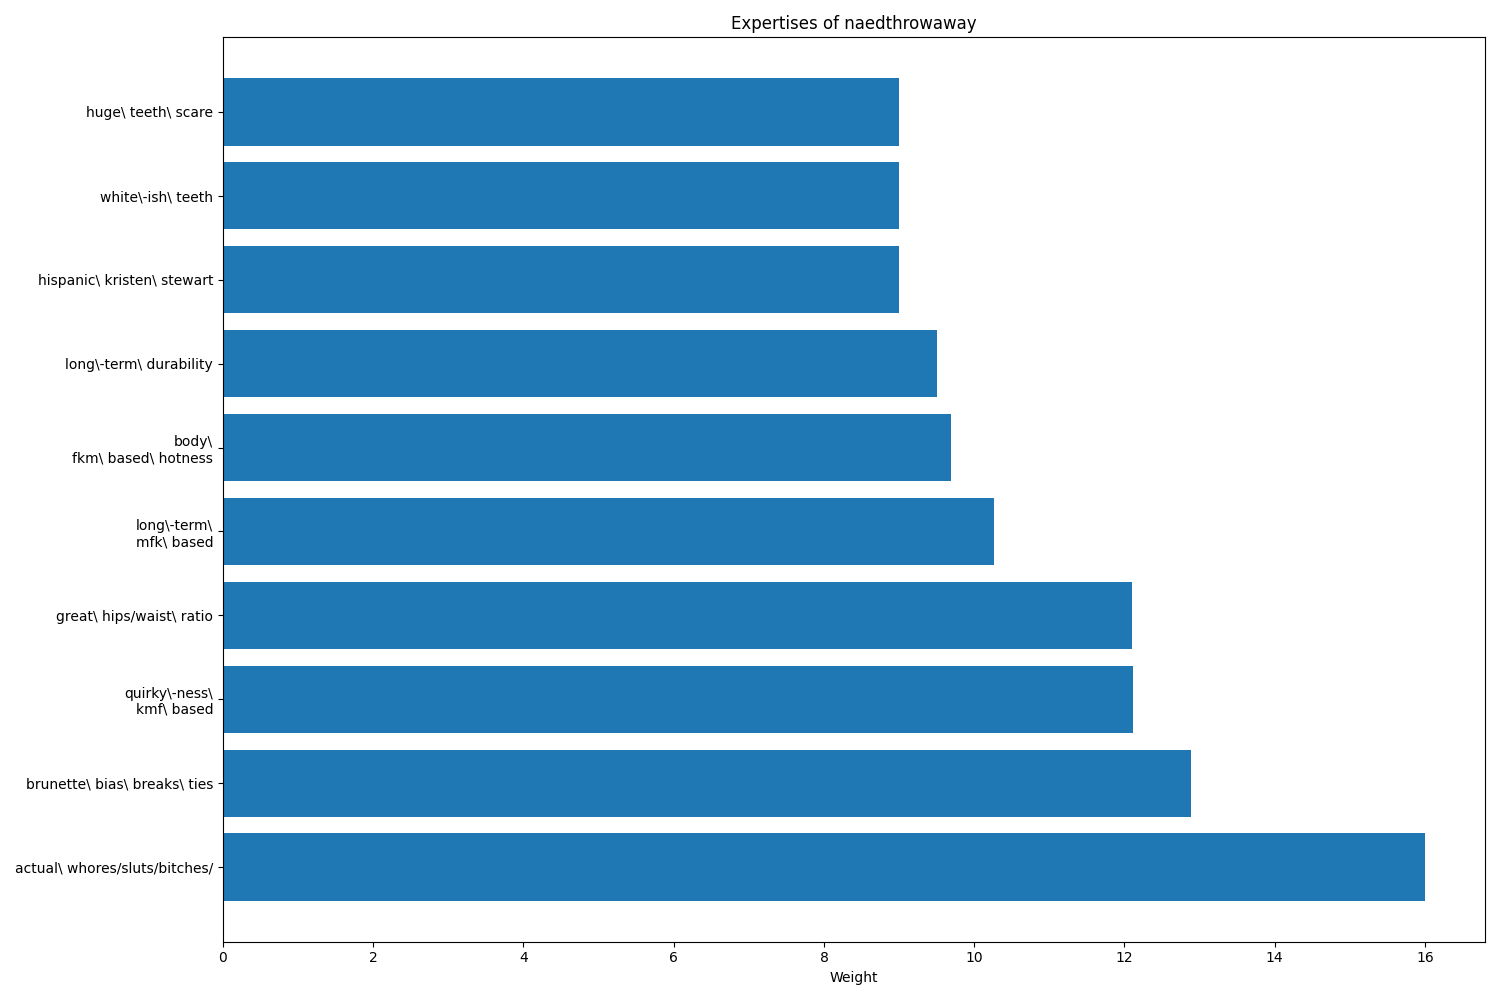 Expertises of naedthrowaway
huge\ teeth\ scare
white\-ish\ teeth
hispanic\ kristen\ stewart
long\-term\ durability
body\
fkm\ based\ hotness
long\-term\
mfk\ based
great\ hips/waist\ ratio
quirky\-ness\
kmf\ based
brunette\ bias\ breaks\ ties
actual\ whores/sluts/bitches/
0 2 4 6 8 10 12 14 16
Weight